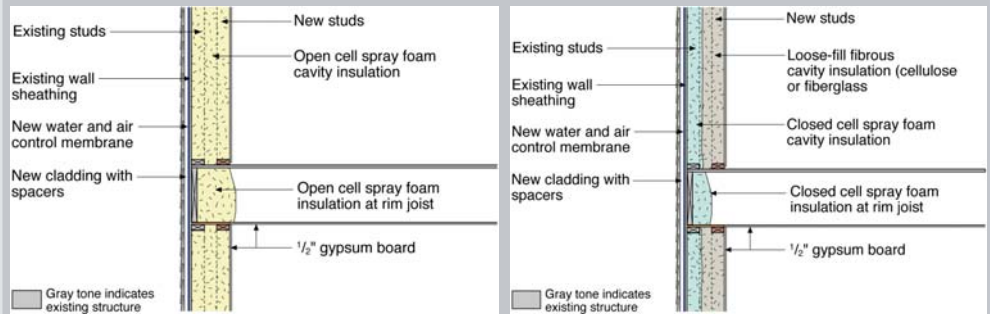 New studs
Existing studs
Open cell spray foam
cavity insulation
Existing wall
sheathing
New water and air
control membrane
New cladding with
spacers
Open cell spray foam
insulation at rim joist
1/2" gypsum board
Gray tone indicates
existing structure
New studs
Existing studs
Loose-fill fibrous
cavity insulation (cellulose
or fiberglass
Existing wall
sheathing
Closed cell spray foam
cavity insulation
New water and air
control membrane
New cladding with
spacers
Closed cell spray foam
insulation at rim joist
1/2" gypsum board
Gray tone indicates
existing structure